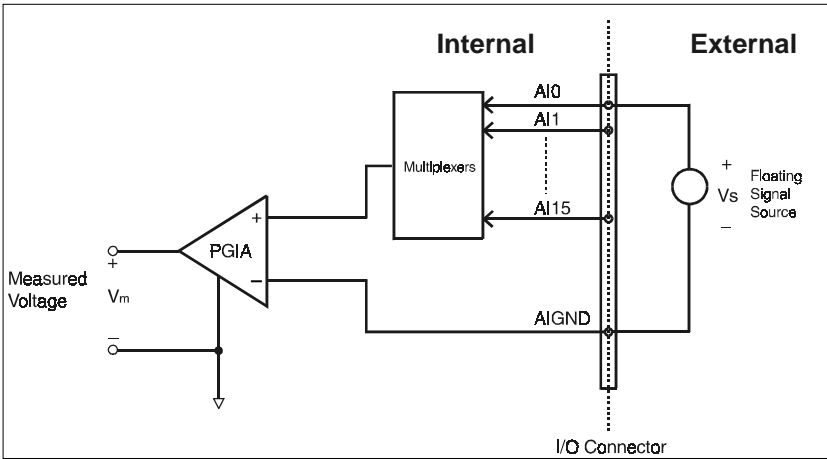 Internal
External
AI0
AI1
Multiplexers
AI15
+
Vs
−
Floating
Signal
Source
+
PGIA
−
Measured
Voltage
+
Vm
−
AIGND
I/O Connector